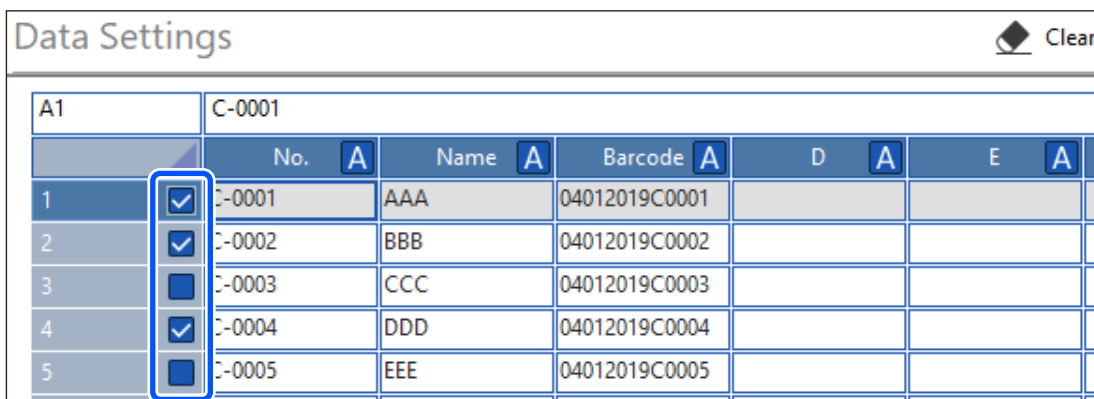 Data Settings Clear
A1 C-0001
No. A Name A Barcode A D A E A
1 C-0001 AAA 04012019C0001
2 C-0002 BBB 04012019C0002
3 C-0003 CCC 04012019C0003
4 C-0004 DDD 04012019C0004
5 C-0005 EEE 04012019C0005